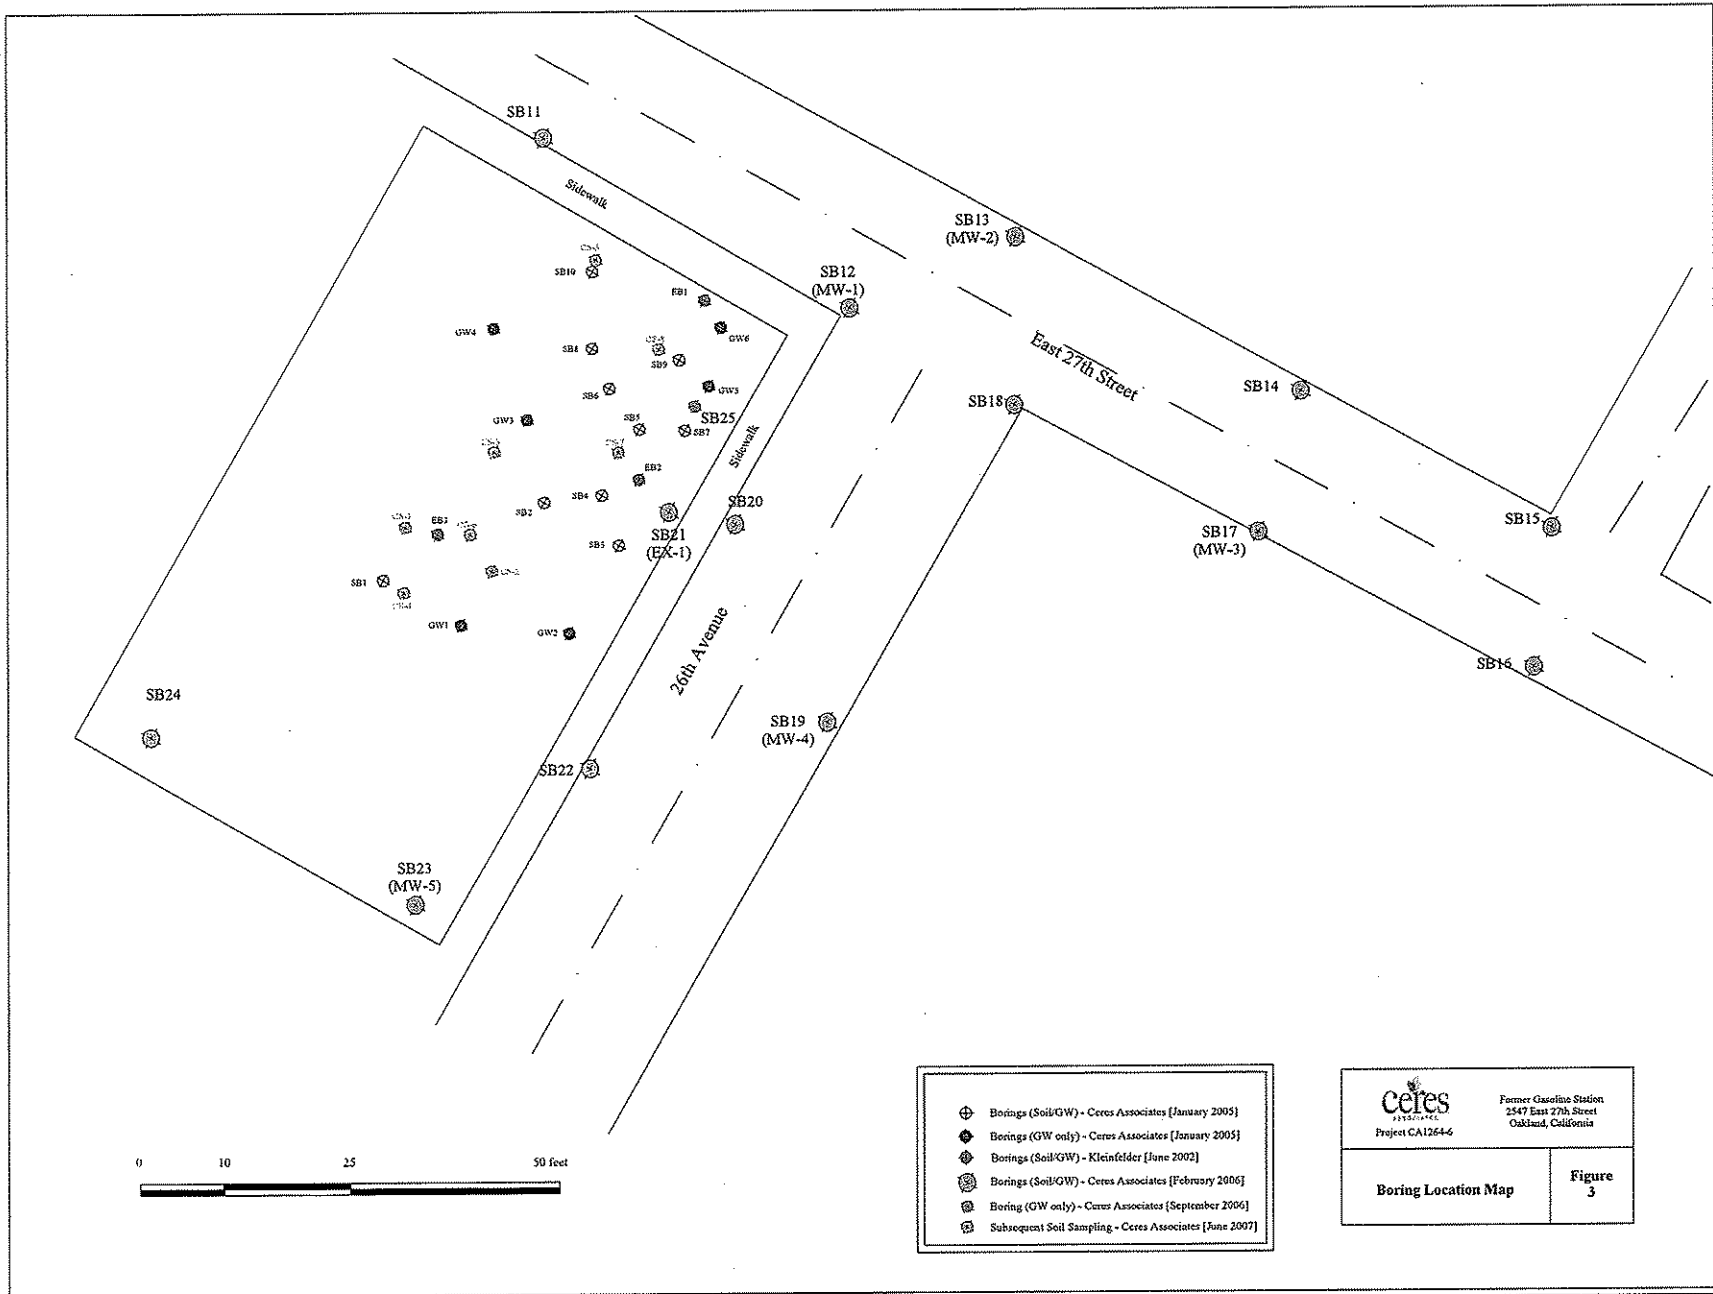 SB11
Sidewalk
SB13
(MW-2)
SB10
SB12
(MW-1)
EB1
GW4
GW6
SB8
SB9
East 27th Street
SB14
SB6
GW5
SB18
GW3
SB25
SB5
SB7
Sidewalk
EB2
SB4
SB2
SB20
SB15
EB3
SB21
(EX-1)
SB17
(MW-3)
SB1
GW1
GW2
26th Avenue
SB16
SB24
SB19
(MW-4)
SB22
SB23
(MW-5)
Borings (Soil/GW) - Ceres Associates [January 2005]
Borings (GW only) - Ceres Associates [January 2005]
Borings (Soil/GW) - Kleinfelder [June 2002]
Borings (Soil/GW) - Ceres Associates [February 2006]
Boring (GW only) - Ceres Associates [September 2006]
Subsequent Soil Sampling - Ceres Associates [June 2007]
0 10 25 50 feet
ceres
ASSOCIATES
Project CA1264-6
Former Gasoline Station
2547 East 27th Street
Oakland, California
Boring Location Map
Figure
3